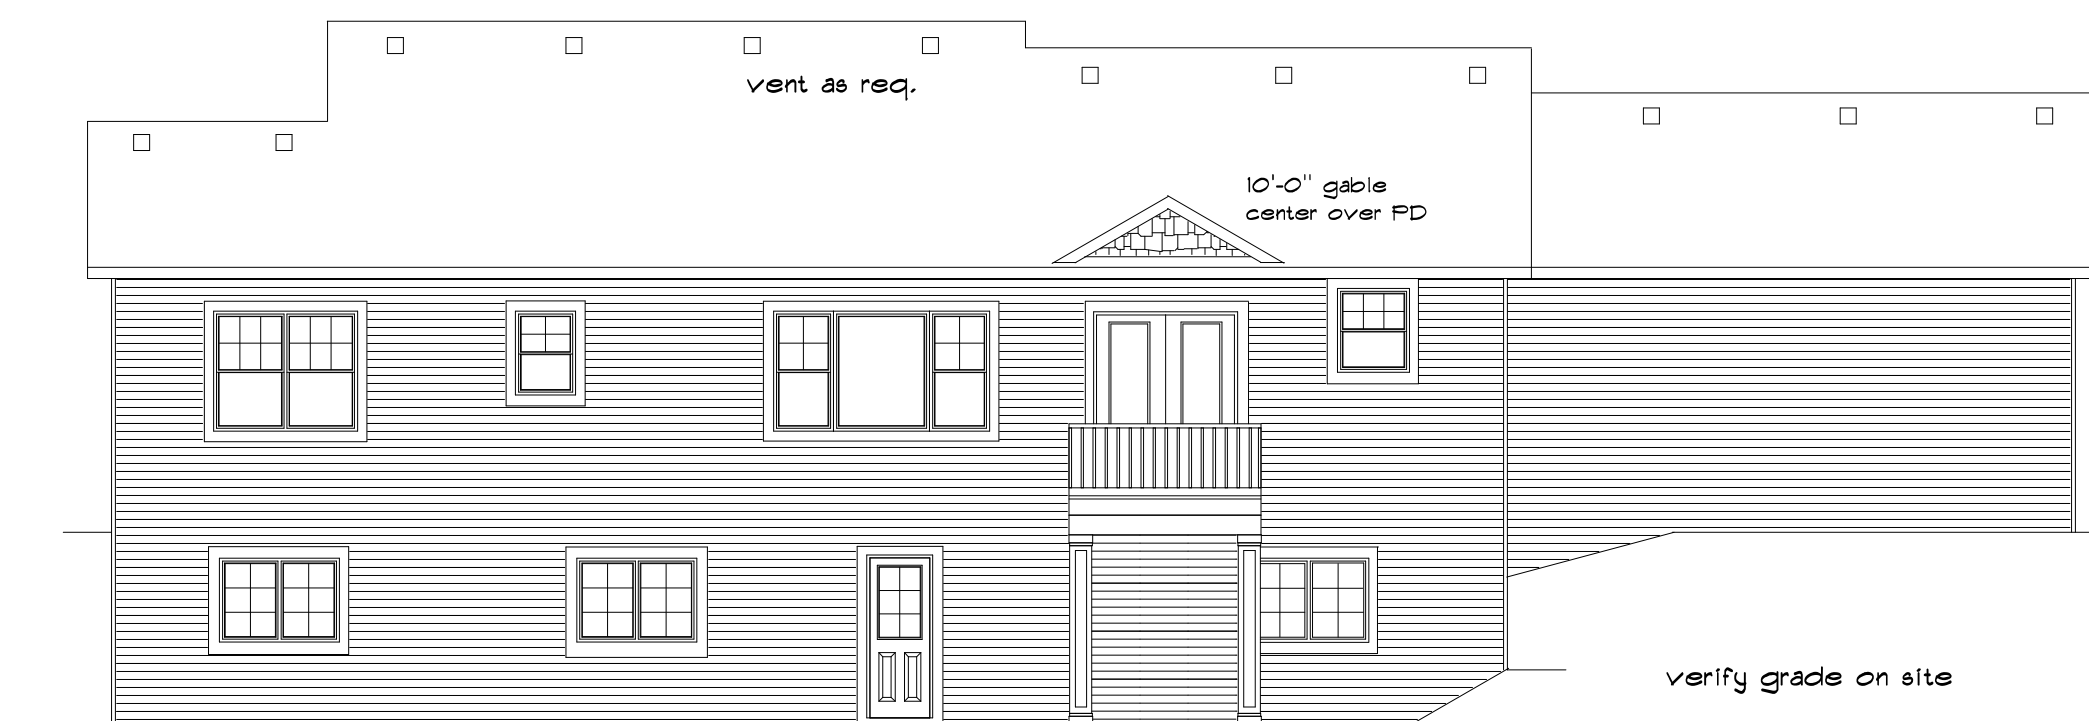 vent as req.
10'-0" gable
center over PD
verify grade on site